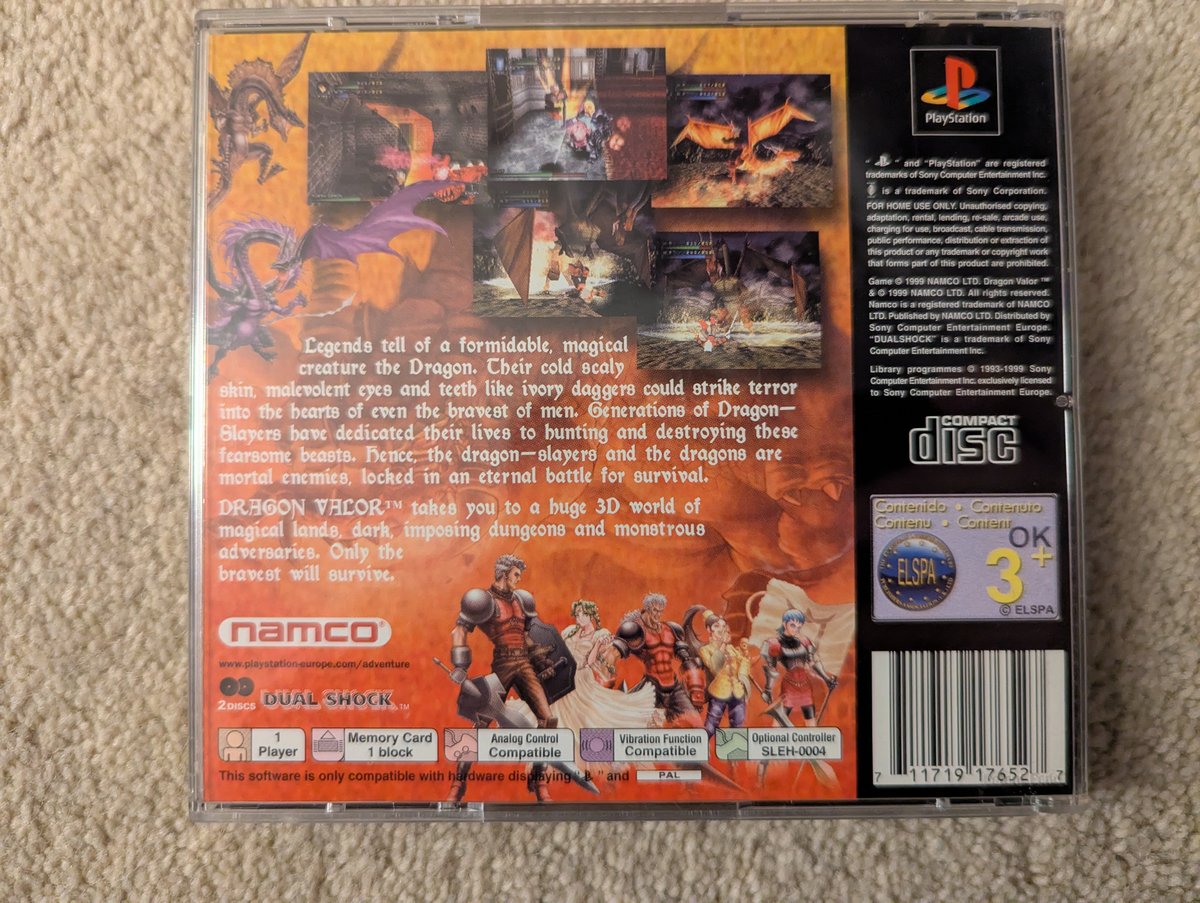 Legends tell of a formidable, magical
creature the Dragon. Their cold scaly
skin, malevolent eyes and teeth like ivory daggers could strike terror
into the hearts of even the bravest of men. Generations of Dragon-
Slayers have dedicated their lives to hunting and destroying these
fearsome beasts. Hence, the dragon-slayers and the dragons are
mortal enemies, locked in an eternal battle for survival.
DRAGON VALOR™ takes you to a huge 3D world of
magical lands, dark, imposing dungeons and monstrous
adversaries. Only the
bravest will survive.
namco®
www.playstation-europe.com/adventure
2 DISCS
DUAL SHOCK™
1
Player
Memory Card
1 block
Analog Control
Compatible
Vibration Function
Compatible
Optional Controller
SLEH-0004
This software is only compatible with hardware displaying " " and PAL
PlayStation
" " and "PlayStation" are registered
trademarks of Sony Computer Entertainment Inc.
is a trademark of Sony Corporation.
FOR HOME USE ONLY. Unauthorised copying,
adaptation, rental, lending, re-sale, arcade use,
charging for use, broadcast, cable transmission,
public performance, distribution or extraction of
this product or any trademark or copyright work
that forms part of this product are prohibited.
Game © 1999 NAMCO LTD. Dragon Valor ™
& © 1999 NAMCO LTD. All rights reserved.
Namco is a registered trademark of NAMCO
LTD. Published by NAMCO LTD. Distributed by
Sony Computer Entertainment Europe.
"DUALSHOCK" is a trademark of Sony
Computer Entertainment Inc.
Library programmes © 1993-1999 Sony
Computer Entertainment Inc. exclusively licensed
to Sony Computer Entertainment Europe.
COMPACT
disc
Contenido • Contenuto
Contenu • Content
OK
ELSPA
3+
© ELSPA
7 11719 17652 7